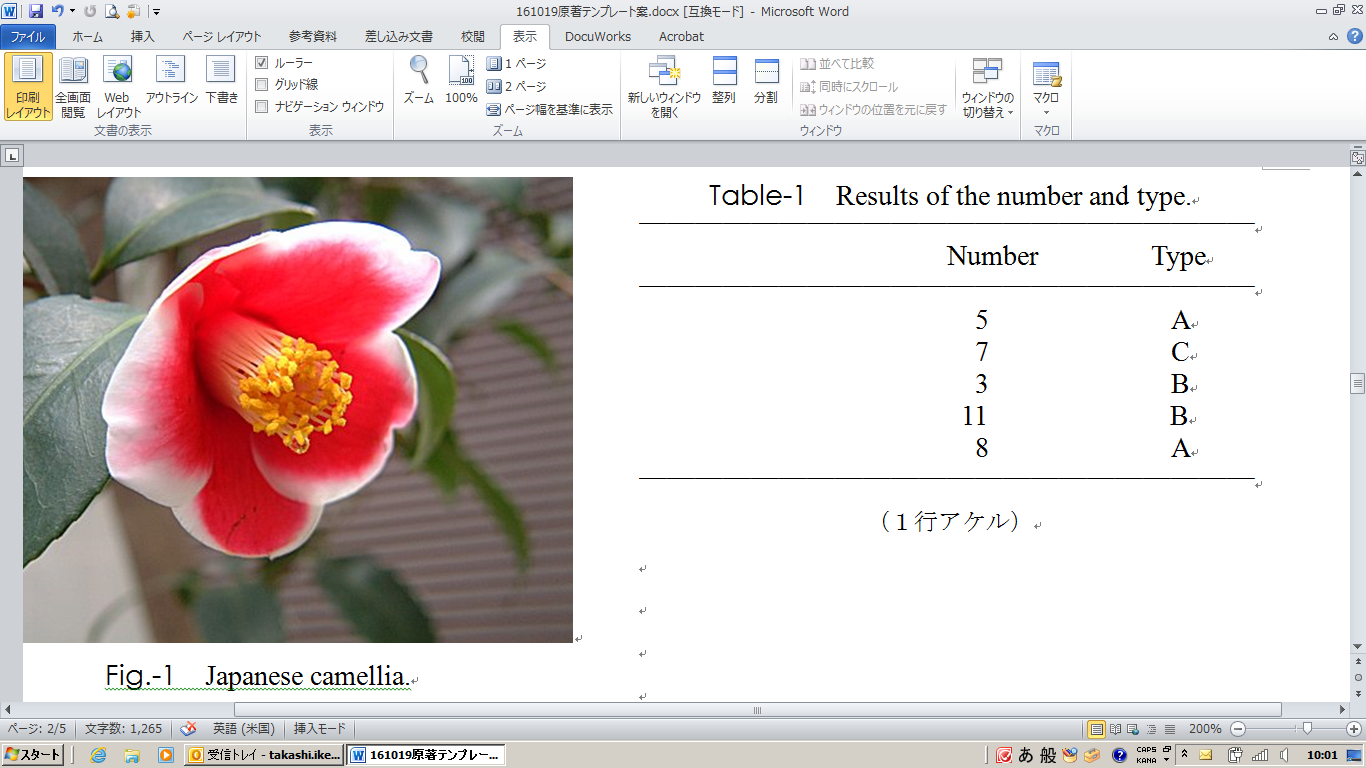 161019原著テンプレート案.docx [互換モード] - Microsoft Word
ファイル ホーム 挿入 ページ レイアウト 参考資料 差し込み文書 校閲 表示 DocuWorks Acrobat
印刷
レイアウト
全画面
閲覧
Web
レイアウト
アウトライン
下書き
文書の表示
ルーラー
グリッド線
ナビゲーション ウィンドウ
表示
ズーム
100%
1 ページ
2 ページ
ページ幅を基準に表示
ズーム
新しいウィンドウ
を開く
整列
分割
並べて比較
同時にスクロール
ウィンドウの位置を元に戻す
ウィンドウの
切り替え
ウィンドウ
マクロ
マクロ
Fig.-1 Japanese camellia.
Table-1 Results of the number and type.
Number Type
5 A
7 C
3 B
11 B
8 A
（１行アケル）
ページ: 2/5 文字数: 1,265 英語 (米国) 挿入モード 200%
スタート 受信トレイ - takashi.ike... 161019原著テンプレー... あ 般 CAPS KANA 10:01